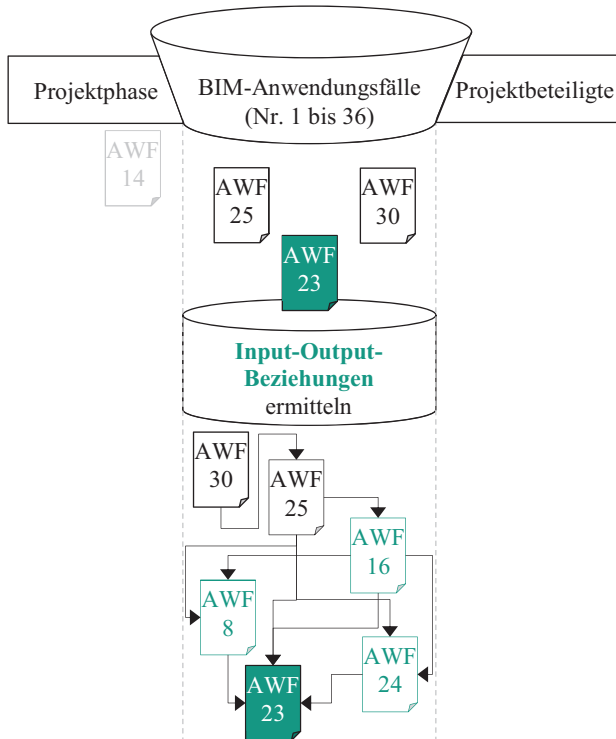 Projektphase
BIM-Anwendungsfälle
(Nr. 1 bis 36)
Projektbeteiligte
AWF
14
AWF
25
AWF
30
AWF
23
Input-Output-
Beziehungen
ermitteln
AWF
30
AWF
25
AWF
16
AWF
8
AWF
24
AWF
23